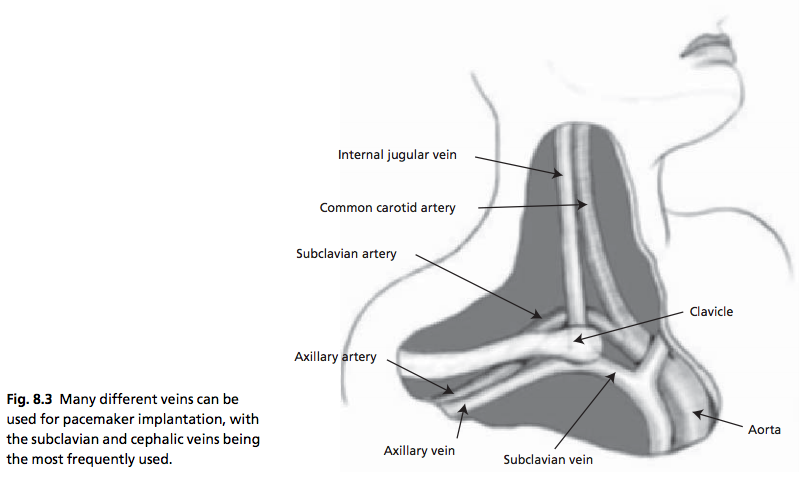 Internal jugular vein
Common carotid artery
Subclavian artery
Clavicle
Axillary artery
Axillary vein
Subclavian vein
Aorta
Fig. 8.3 Many different veins can be
used for pacemaker implantation, with
the subclavian and cephalic veins being
the most frequently used.